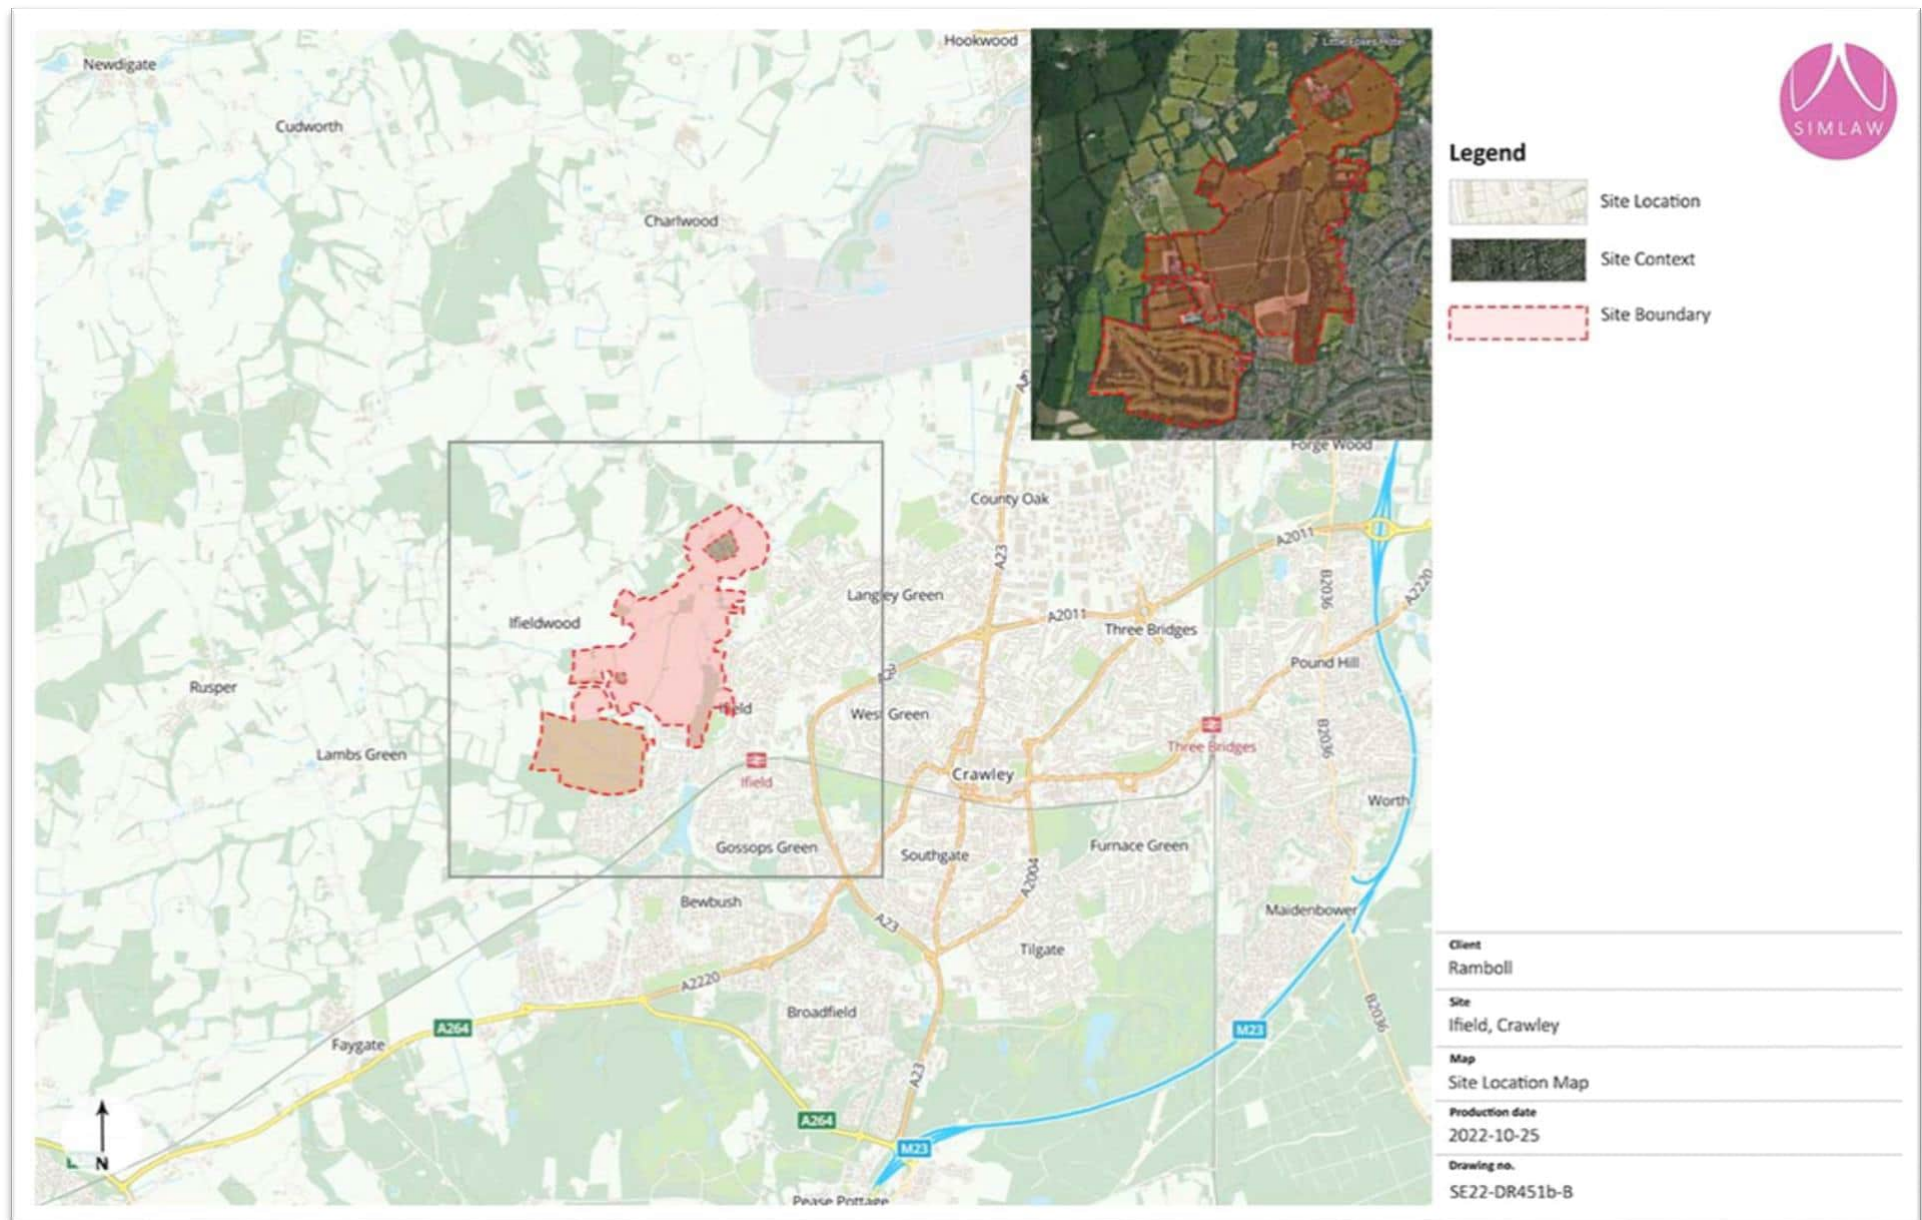 Newdigate
Hookwood
Cudworth
Charlwood
County Oak
Forge Wood
A23
A2011
Langley Green
A2011
B2036
A2220
Ifieldwood
Three Bridges
Pound Hill
Rusper
Ifield
West Green
B2036
Three Bridges
Lambs Green
Ifield
Crawley
Worth
Gossops Green
Southgate
Furnace Green
A2004
Bewbush
A23
Maidenbower
Tilgate
A2220
Broadfield
A264
M23
B2036
Faygate
A23
A264
M23
Pease Pottage
N
SIMLAW
Legend
Site Location
Site Context
Site Boundary
Client
Ramboll
Site
Ifield, Crawley
Map
Site Location Map
Production date
2022-10-25
Drawing no.
SE22-DR451b-B